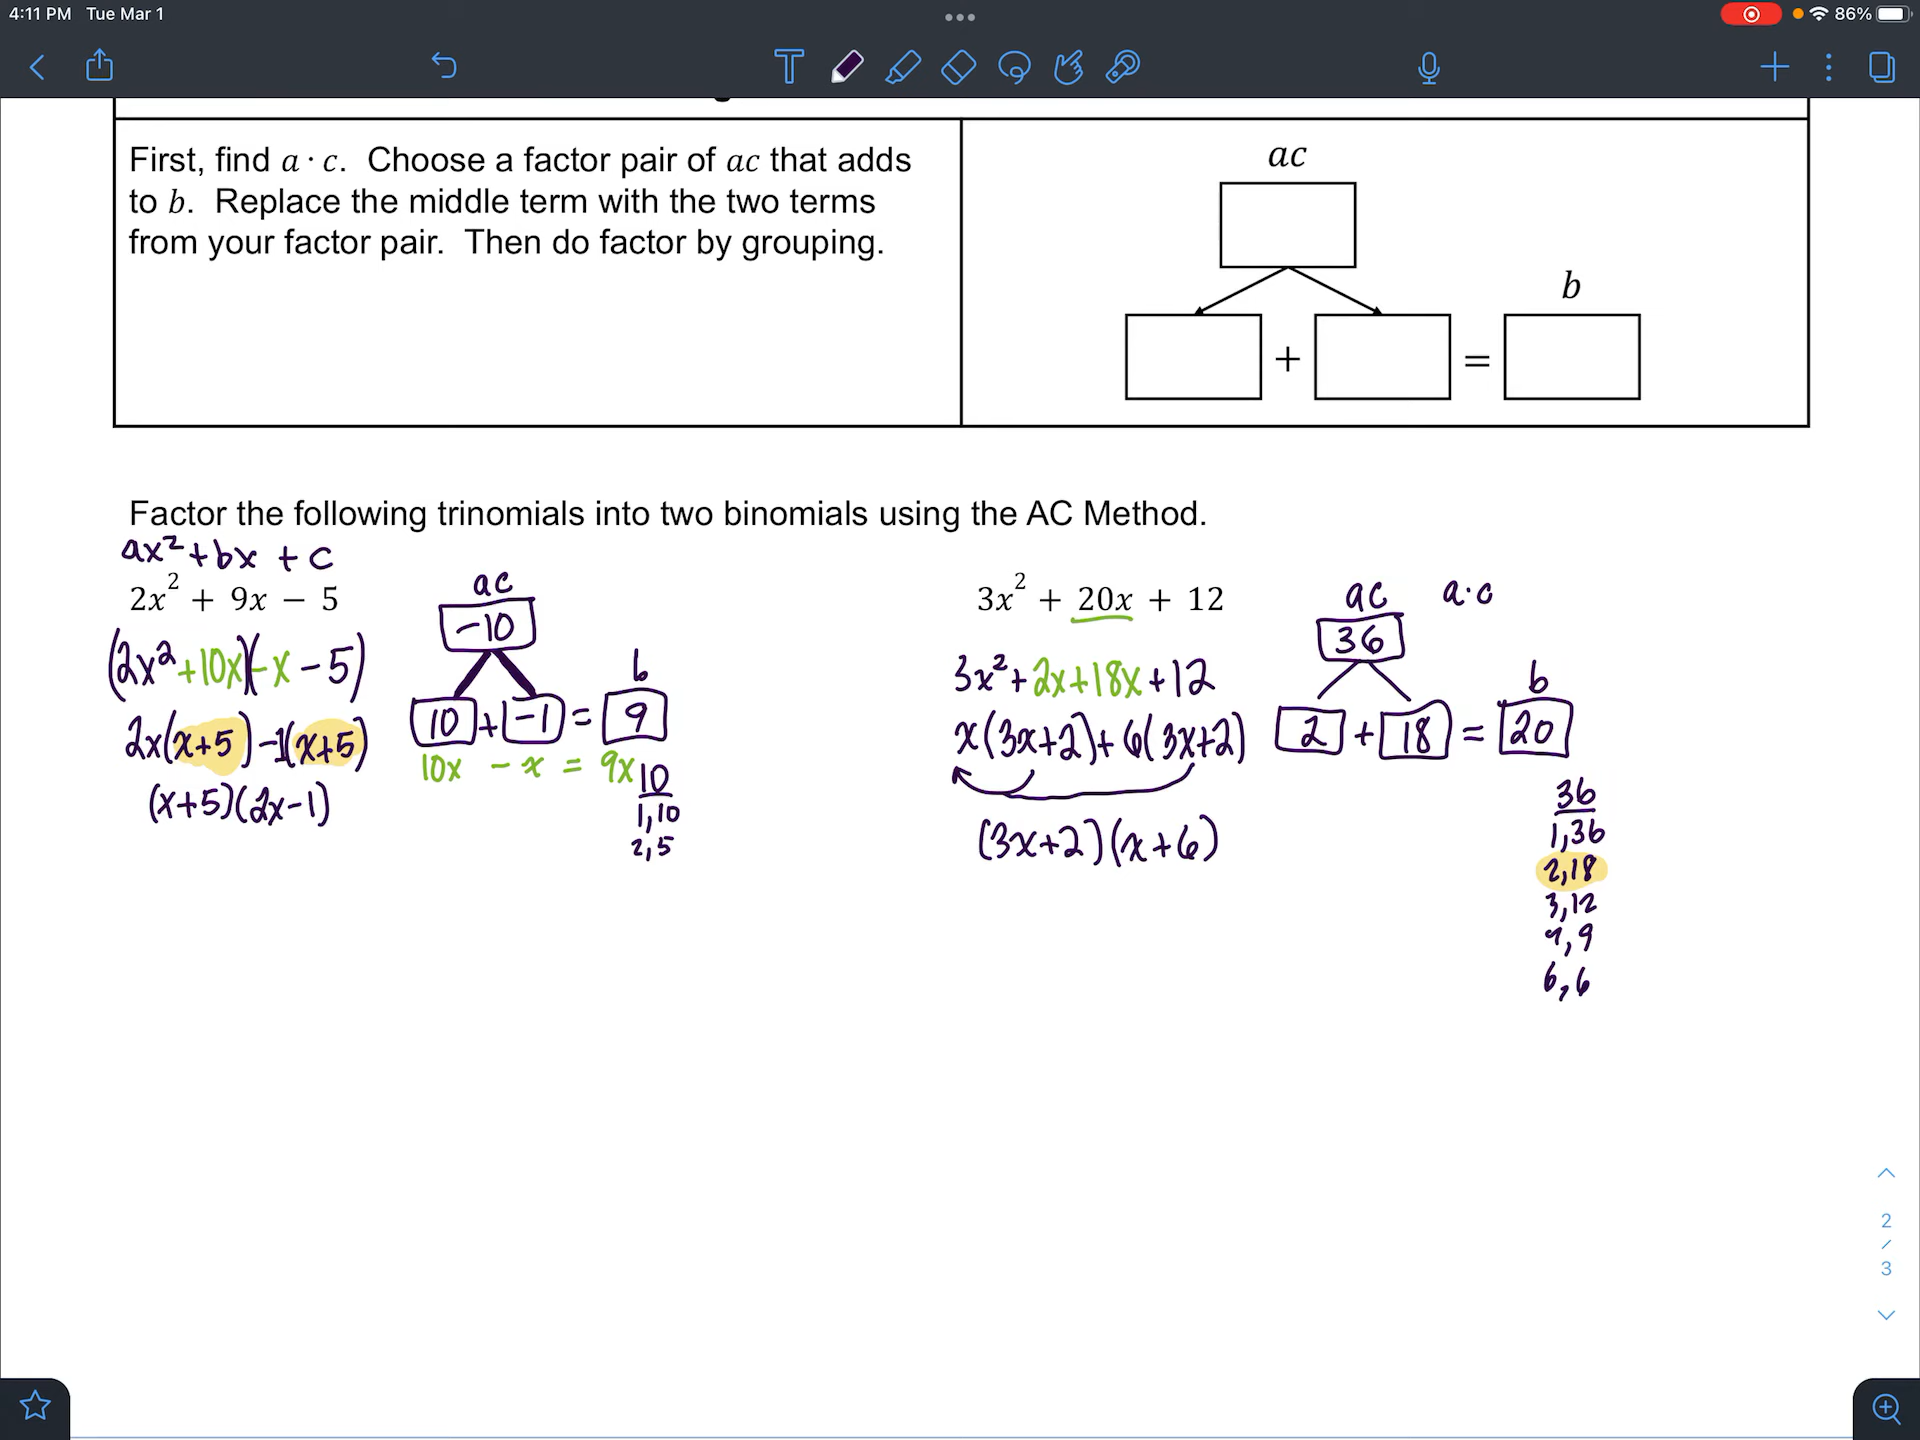 4:11 PM Tue Mar 1
86%
First, find a · c. Choose a factor pair of ac that adds
to b. Replace the middle term with the two terms
from your factor pair. Then do factor by grouping.
ac
b
+ =
Factor the following trinomials into two binomials using the AC Method.
ax² + bx + c
2x² + 9x − 5
(2x² +10x)(-x -5)
2x(x+5) -1(x+5)
(x+5)(2x-1)
ac
-10
b
10 + -1 = 9
10x - x = 9x
10
1,10
2,5
3x² + 20x + 12
3x² + 2x + 18x + 12
x(3x+2) + 6(3x+2)
(3x+2)(x+6)
ac a·c
36
b
2 + 18 = 20
36
1,36
2,18
3,12
4,9
6,6
2
/
3